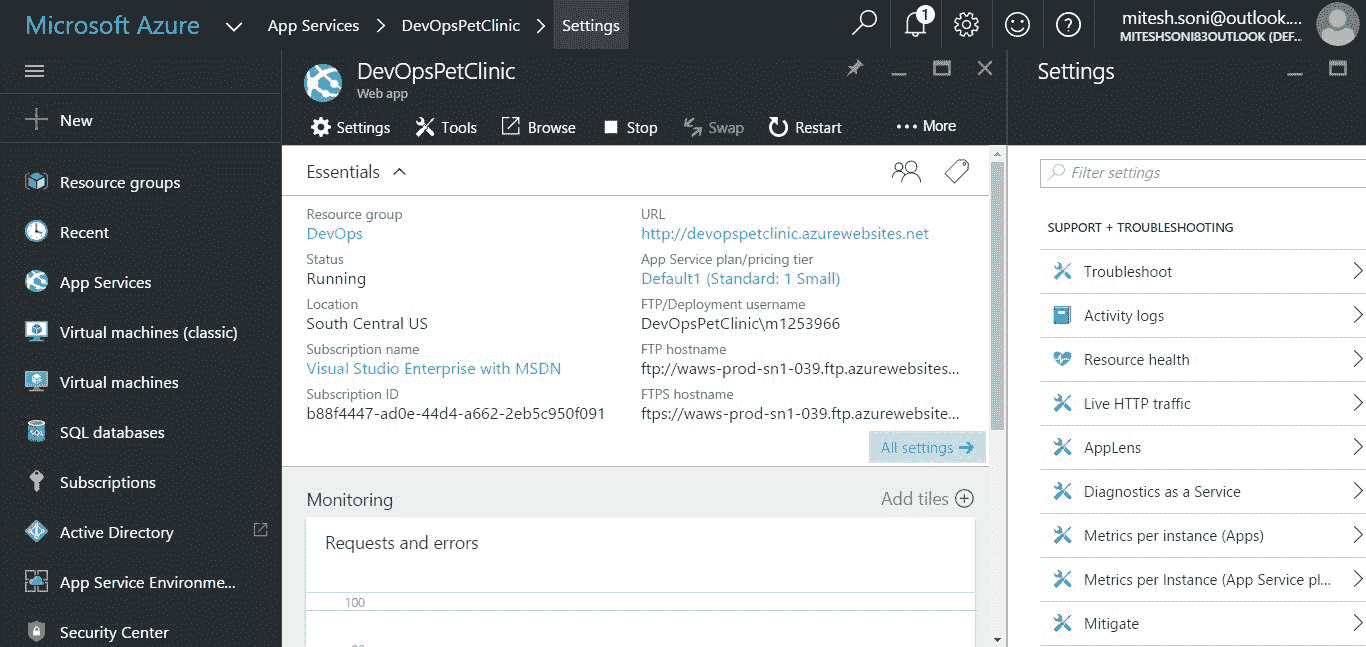 Microsoft Azure
App Services
DevOpsPetClinic
Settings
1
mitesh.soni@outlook....
MITESHSONI83OUTLOOK (DEF...
New
Resource groups
Recent
App Services
Virtual machines (classic)
Virtual machines
SQL databases
Subscriptions
Active Directory
App Service Environme...
Security Center
DevOpsPetClinic
Web app
Settings Tools Browse Stop Swap Restart ••• More
Essentials
Resource group
DevOps
Status
Running
Location
South Central US
Subscription name
Visual Studio Enterprise with MSDN
Subscription ID
b88f4447-ad0e-44d4-a662-2eb5c950f091
URL
http://devopspetclinic.azurewebsites.net
App Service plan/pricing tier
Default1 (Standard: 1 Small)
FTP/Deployment username
DevOpsPetClinic\m1253966
FTP hostname
ftp://waws-prod-sn1-039.ftp.azurewebsites...
FTPS hostname
ftps://waws-prod-sn1-039.ftp.azurewebsite...
All settings
Monitoring
Add tiles
Requests and errors
100
Settings
Filter settings
SUPPORT + TROUBLESHOOTING
Troubleshoot
Activity logs
Resource health
Live HTTP traffic
AppLens
Diagnostics as a Service
Metrics per instance (Apps)
Metrics per Instance (App Service pl...
Mitigate